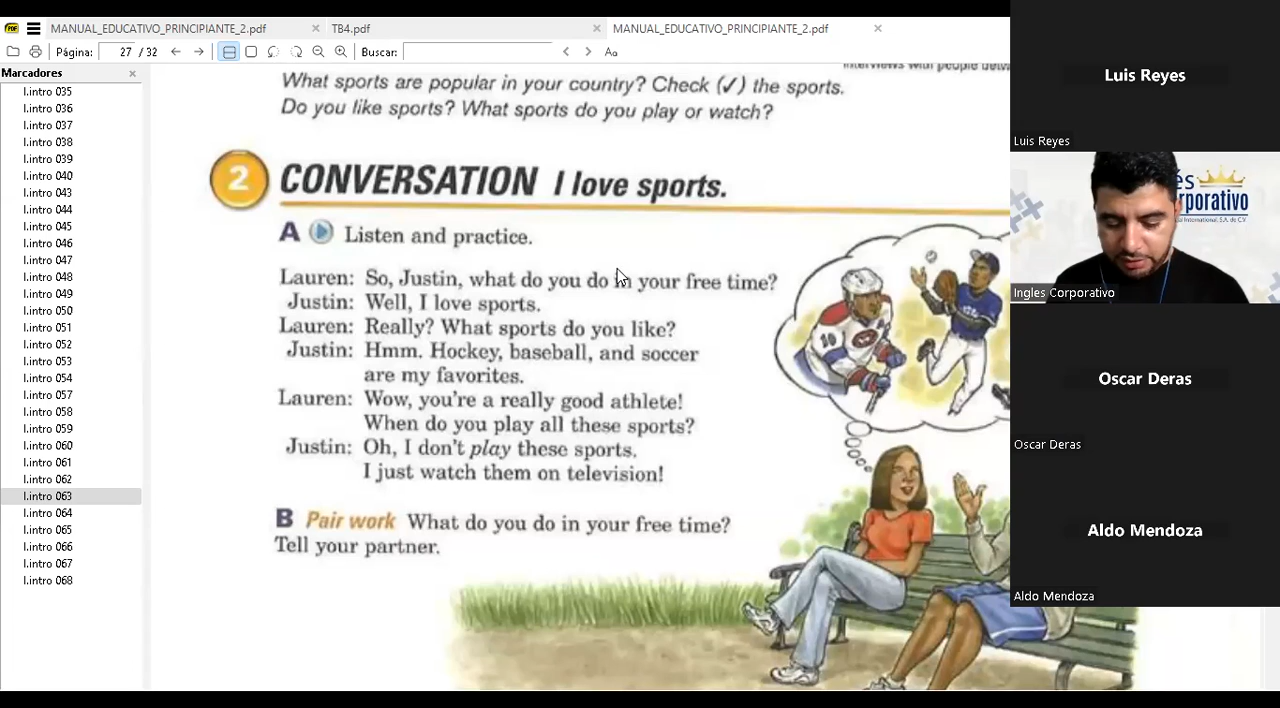 MANUAL_EDUCATIVO_PRINCIPIANTE_2.pdf
TB4.pdf
MANUAL_EDUCATIVO_PRINCIPIANTE_2.pdf
Página: 27 / 32
Buscar:
Aa
Marcadores
I.intro 035
I.intro 036
I.intro 037
I.intro 038
I.intro 039
I.intro 040
I.intro 043
I.intro 044
I.intro 045
I.intro 046
I.intro 047
I.intro 048
I.intro 049
I.intro 050
I.intro 051
I.intro 052
I.intro 053
I.intro 054
I.intro 057
I.intro 058
I.intro 059
I.intro 060
I.intro 061
I.intro 062
I.intro 063
I.intro 064
I.intro 065
I.intro 066
I.intro 067
I.intro 068
interviews with people
What sports are popular in your country? Check (✓) the sports.
Do you like sports? What sports do you play or watch?
2 CONVERSATION I love sports.
A Listen and practice.
Lauren: So, Justin, what do you do in your free time?
Justin: Well, I love sports.
Lauren: Really? What sports do you like?
Justin: Hmm. Hockey, baseball, and soccer
are my favorites.
Lauren: Wow, you're a really good athlete!
When do you play all these sports?
Justin: Oh, I don't play these sports.
I just watch them on television!
B Pair work What do you do in your free time?
Tell your partner.
10
Luis Reyes
Luis Reyes
Ingles Corporativo
Oscar Deras
Oscar Deras
Aldo Mendoza
Aldo Mendoza